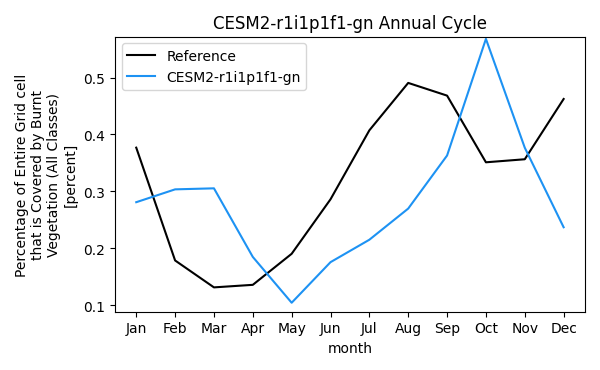 CESM2-r1i1p1f1-gn Annual Cycle
Reference
CESM2-r1i1p1f1-gn
Percentage of Entire Grid cell
that is Covered by Burnt
Vegetation (All Classes)
[percent]
0.5
0.4
0.3
0.2
0.1
Jan Feb Mar Apr May Jun Jul Aug Sep Oct Nov Dec
month